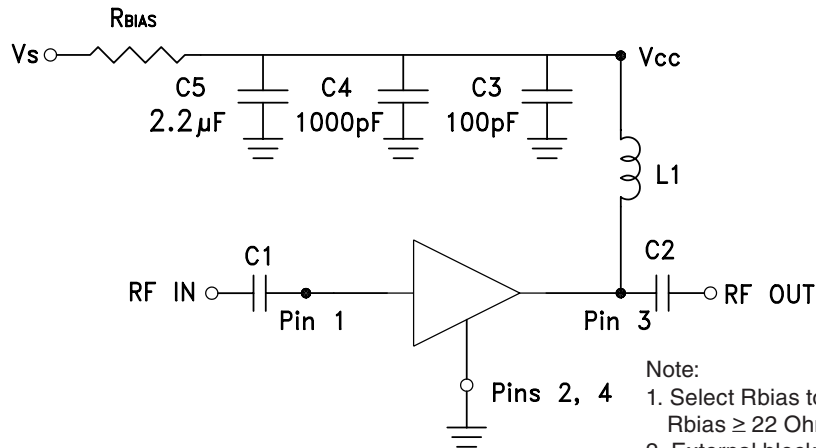 RBIAS
Vs
Vcc
C5
C4
C3
2.2µF
1000pF
100pF
L1
C1
C2
RF IN
RF OUT
Pin 1
Pin 3
Pins 2, 4
Note:
1. Select Rbias to
Rbias ≥ 22 Ohm
2. External block